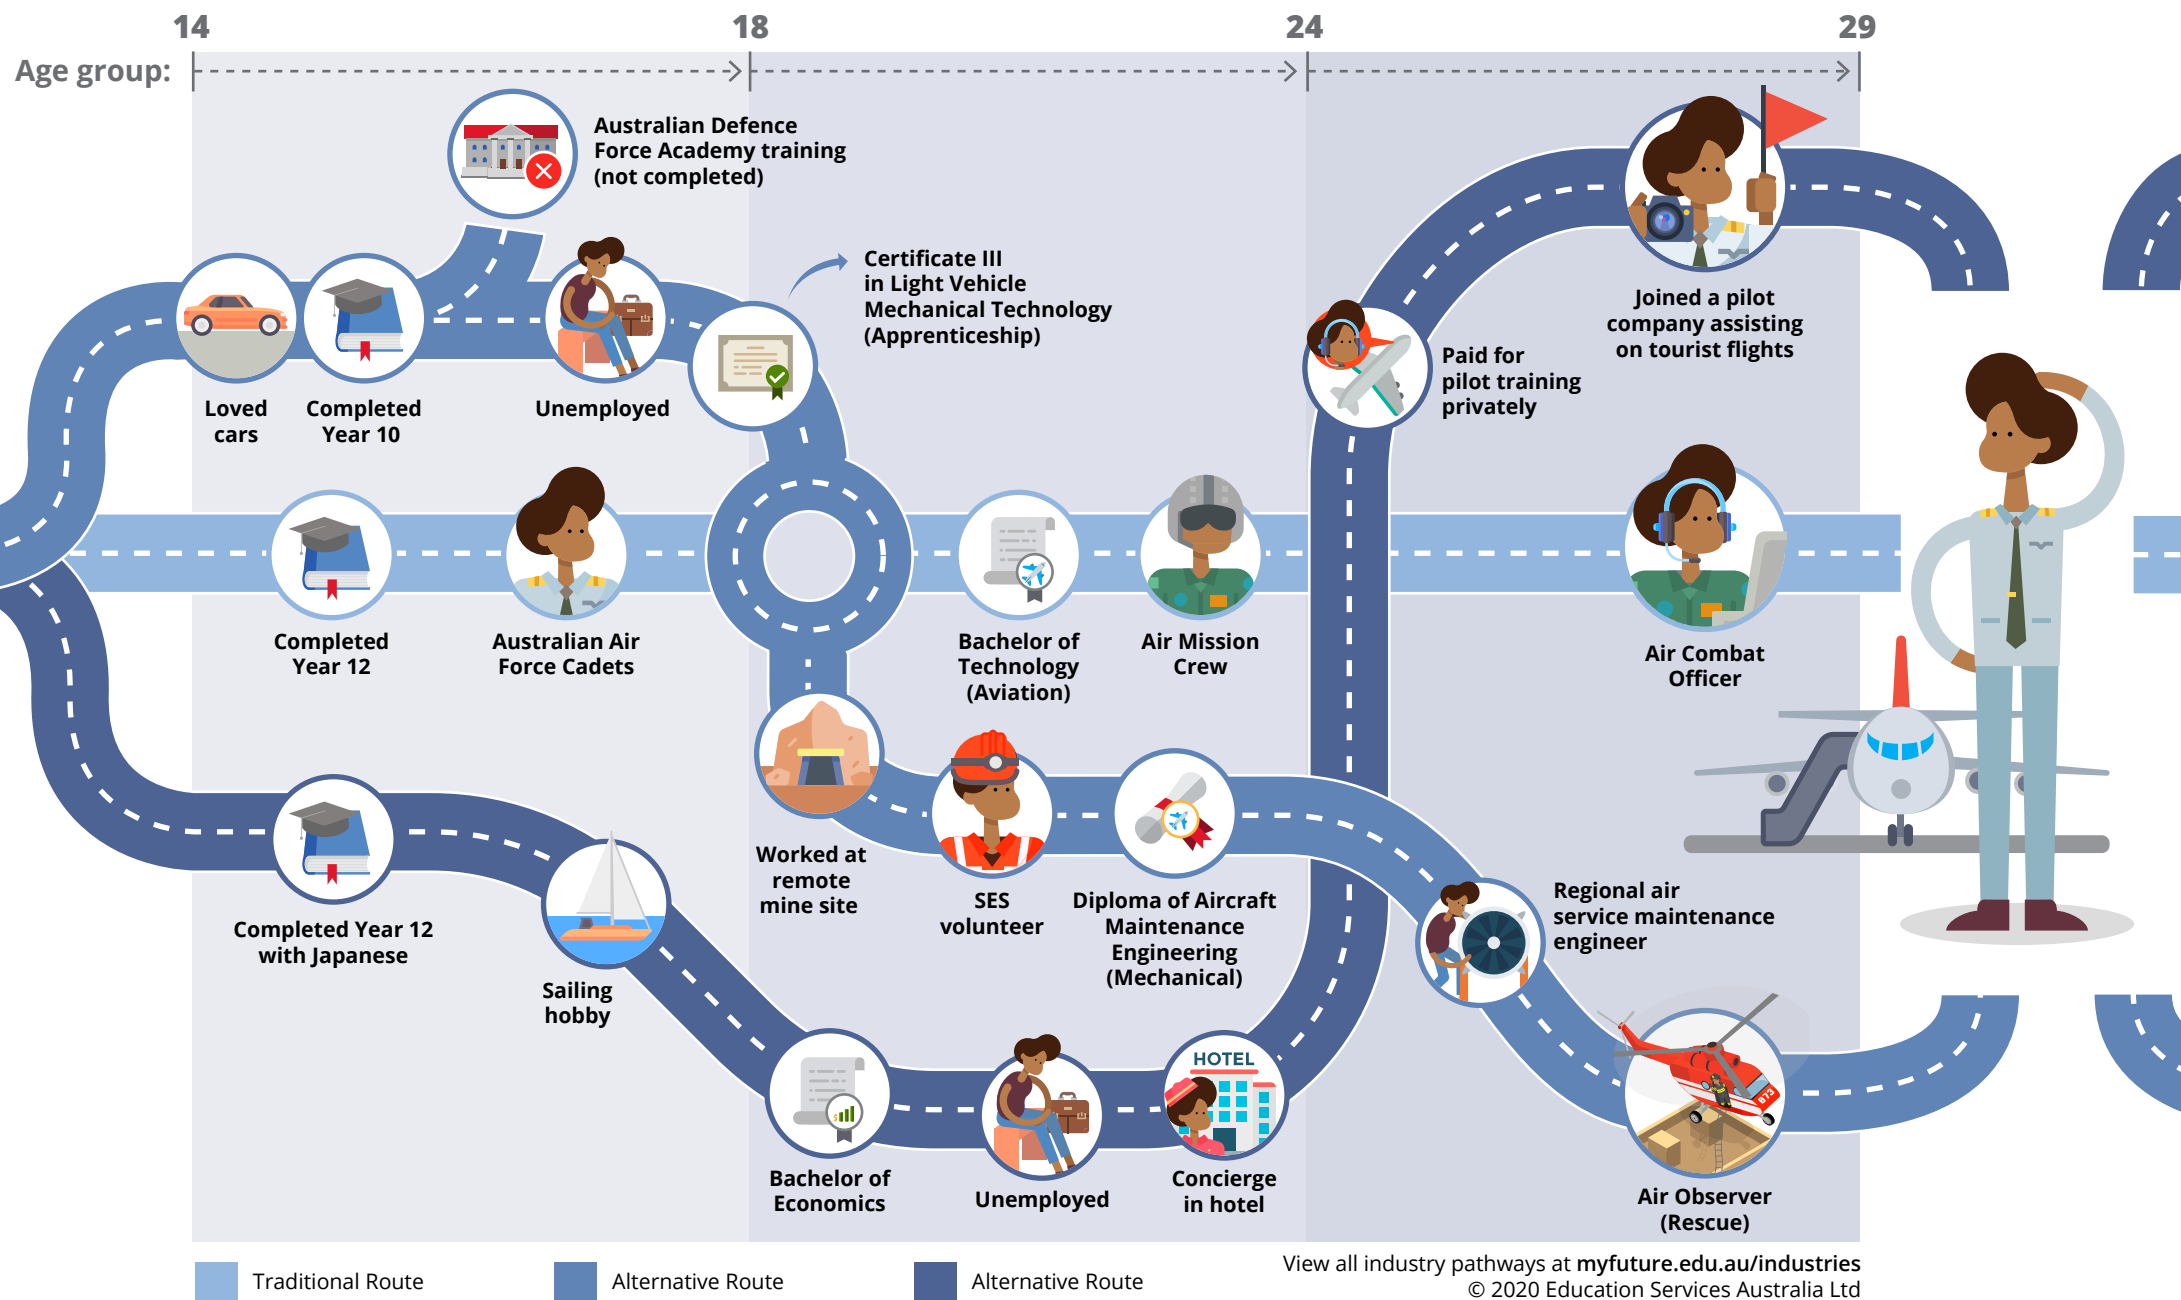 14
18
24
29
Age group:
Australian Defence
Force Academy training
(not completed)
Certificate III
in Light Vehicle
Mechanical Technology
(Apprenticeship)
Loved
cars
Completed
Year 10
Unemployed
Paid for
pilot training
privately
Joined a pilot
company assisting
on tourist flights
Completed
Year 12
Australian Air
Force Cadets
Bachelor of
Technology
(Aviation)
Air Mission
Crew
Air Combat
Officer
Completed Year 12
with Japanese
Sailing
hobby
Worked at
remote
mine site
SES
volunteer
Diploma of Aircraft
Maintenance
Engineering
(Mechanical)
Regional air
service maintenance
engineer
Bachelor of
Economics
Unemployed
HOTEL
Concierge
in hotel
B73
Air Observer
(Rescue)
Traditional Route
Alternative Route
Alternative Route
View all industry pathways at myfuture.edu.au/industries
© 2020 Education Services Australia Ltd